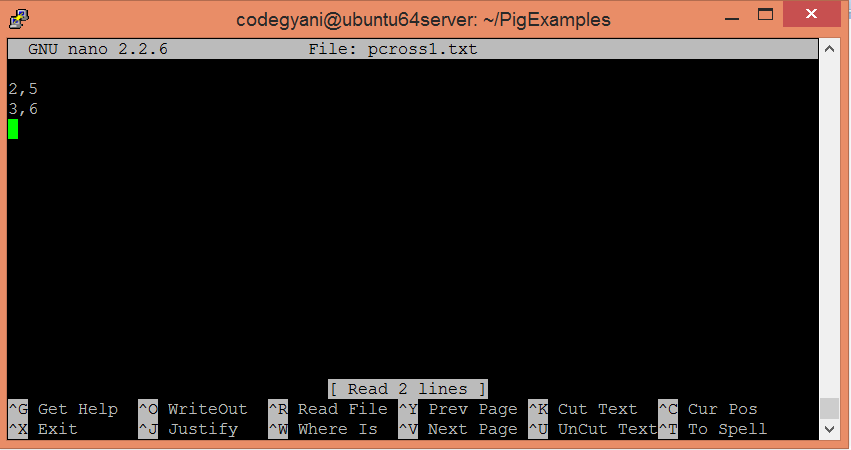 codegyani@ubuntu64server: ~/PigExamples
GNU nano 2.2.6 File: pcross1.txt
2,5
3,6
[ Read 2 lines ]
^G Get Help ^O WriteOut ^R Read File ^Y Prev Page ^K Cut Text ^C Cur Pos
^X Exit ^J Justify ^W Where Is ^V Next Page ^U UnCut Text^T To Spell